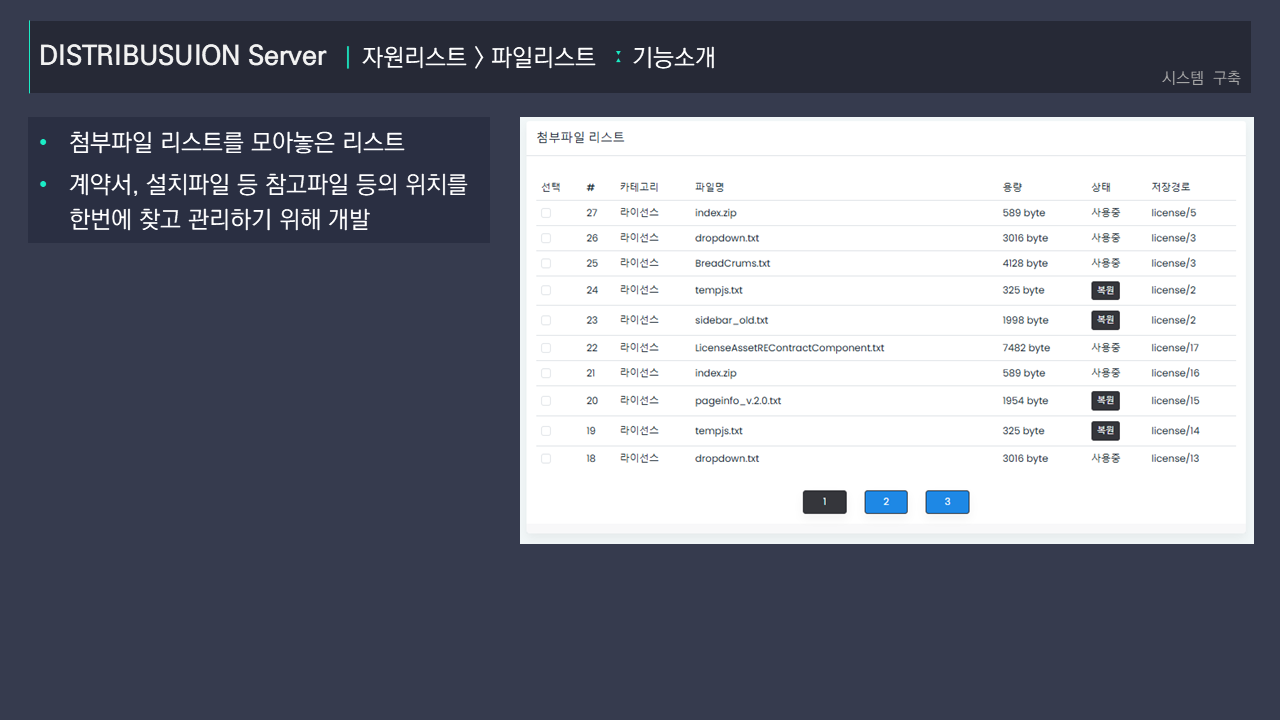 DISTRIBUSUION Server | 자원리스트 > 파일리스트 : 기능소개
시스템 구축
• 첨부파일 리스트를 모아놓은 리스트
• 계약서, 설치파일 등 참고파일 등의 위치를
한번에 찾고 관리하기 위해 개발
첨부파일 리스트
선택 # 카테고리 파일명 용량 상태 저장경로
27 라이선스 index.zip 589 byte 사용중 license/5
26 라이선스 dropdown.txt 3016 byte 사용중 license/3
25 라이선스 BreadCrums.txt 4128 byte 사용중 license/3
24 라이선스 tempjs.txt 325 byte 복원 license/2
23 라이선스 sidebar_old.txt 1998 byte 복원 license/2
22 라이선스 LicenseAssetREContractComponent.txt 7482 byte 사용중 license/17
21 라이선스 index.zip 589 byte 사용중 license/16
20 라이선스 pageinfo_v.2.0.txt 1954 byte 복원 license/15
19 라이선스 tempjs.txt 325 byte 복원 license/14
18 라이선스 dropdown.txt 3016 byte 사용중 license/13
1 2 3